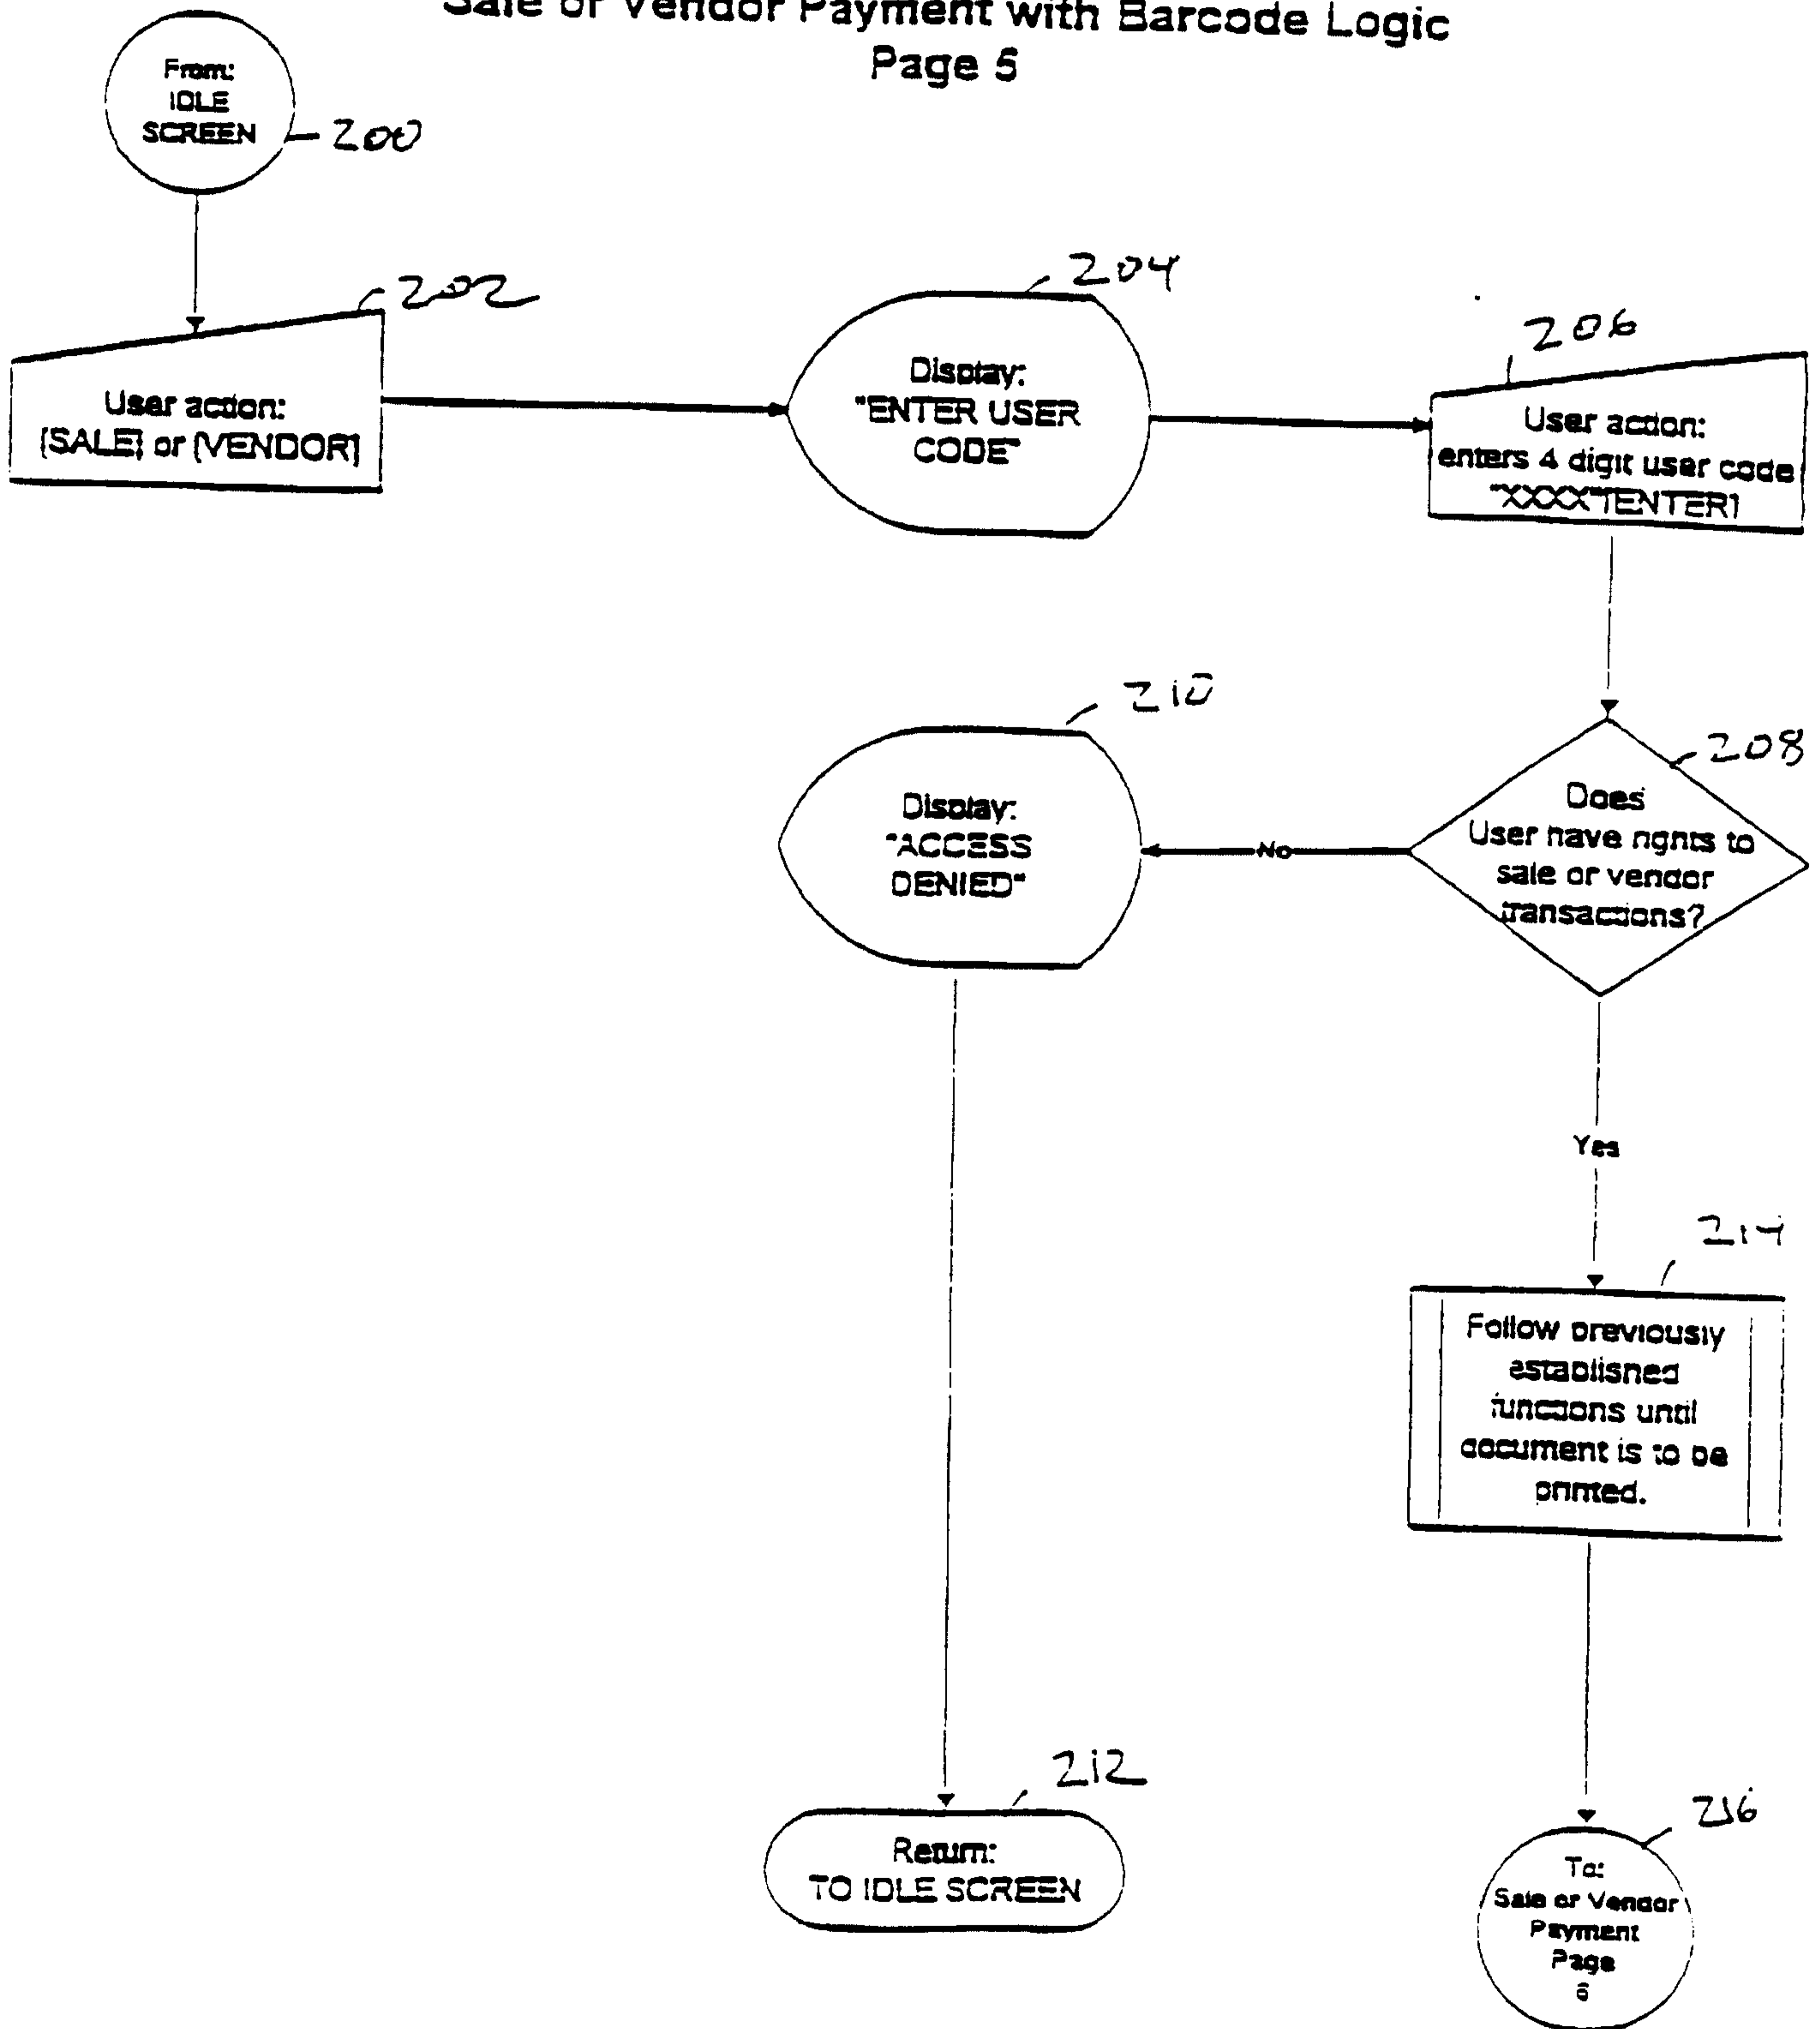 Sale or Vendor Payment with Barcode Logic
Page 5
From:
IDLE
SCREEN
200
202
User action:
[SALE] or [VENDOR]
204
Display:
"ENTER USER
CODE"
206
User action:
enters 4 digit user code
"XXXX"[ENTER]
210
Display:
"ACCESS
DENIED"
No
208
Does
User have rights to
sale or vendor
transactions?
Yes
214
Follow previously
established
functions until
document is to be
printed.
212
Return:
TO IDLE SCREEN
216
To:
Sale or Vendor
Payment
Page
6